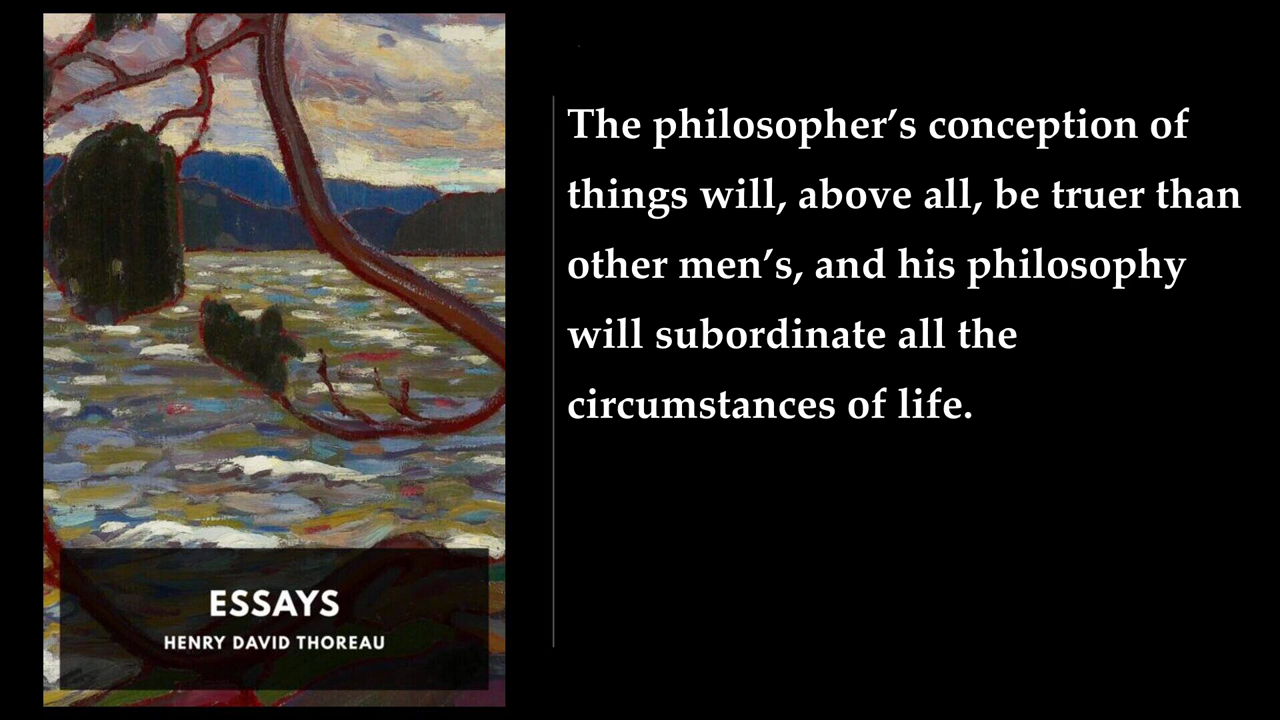 ESSAYS
HENRY DAVID THOREAU
The philosopher’s conception of
things will, above all, be truer than
other men’s, and his philosophy
will subordinate all the
circumstances of life.